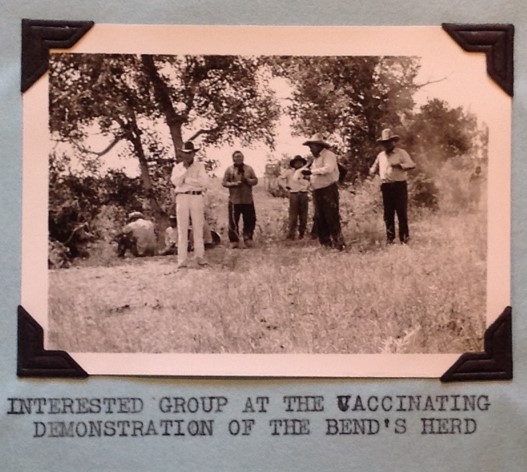 INTERESTED GROUP AT THE VACCINATING
DEMONSTRATION OF THE BEND'S HERD